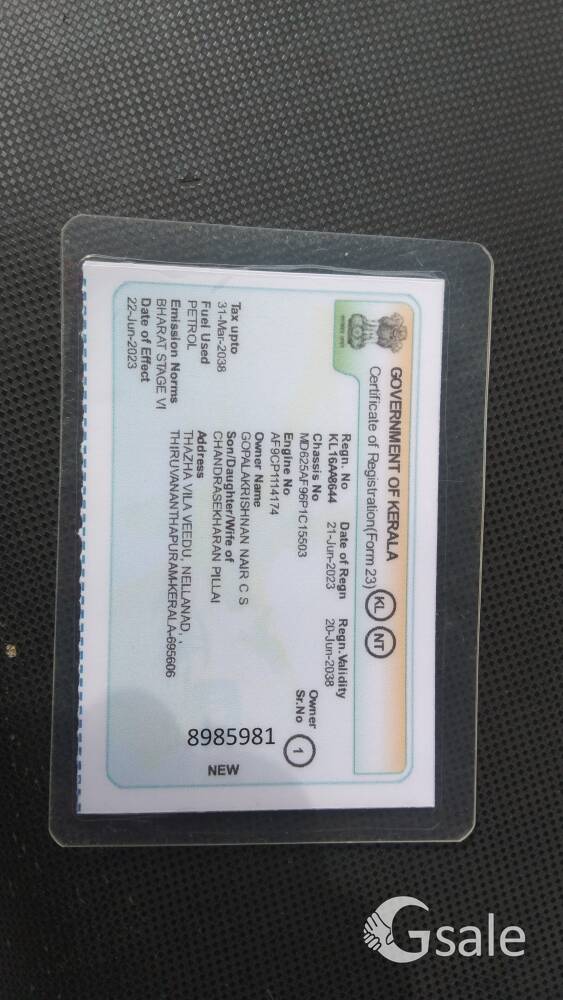 GOVERNMENT OF KERALA
Certificate of Registration(Form 23) KL NT
Regn. No Date of Regn Regn.Validity
KL16AA8644 21-Jun-2023 20-Jun-2038
Chassis No
MD625AF96P1C15503
Engine No
AF9CP1114174
Owner Sr.No 1
Owner Name
GOPALAKRISHNAN NAIR C S
Son/Daughter/Wife of
CHANDRASEKHARAN PILLAI
Address
THAZHA VILA VEEDU, NELLANAD, ,
THIRUVANANTHAPURAM-KERALA-695606
Tax upto
31-Mar-2038
Fuel Used
PETROL
Emission Norms
BHARAT STAGE VI
Date of Effect
22-Jun-2023
8985981
NEW
Gsale